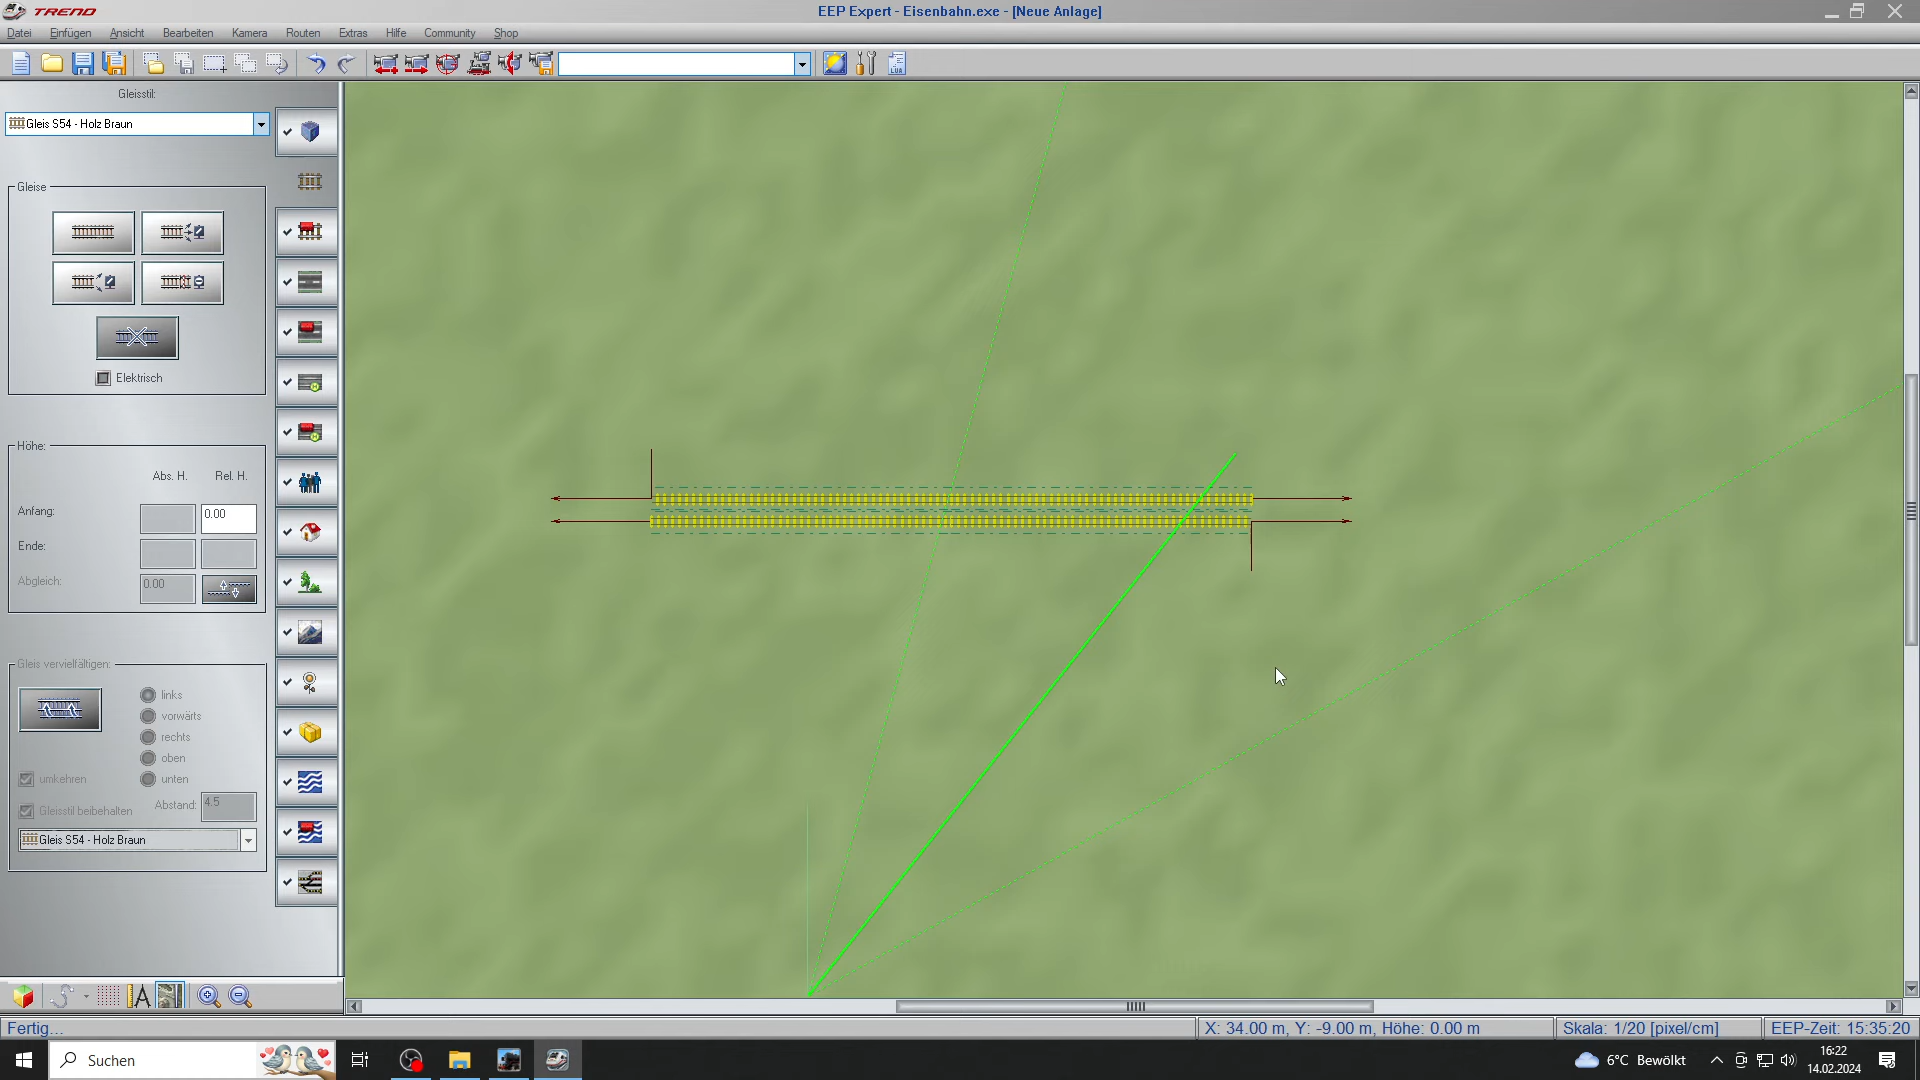 TREND
EEP Expert - Eisenbahn.exe - [Neue Anlage]
Datei Einfügen Ansicht Bearbeiten Kamera Routen Extras Hilfe Community Shop
LUA
Gleisstil:
Gleis S54 - Holz Braun
Gleise
Elektrisch
Höhe:
Abs. H. Rel. H.
Anfang: 0.00
Ende:
Abgleich: 0.00
Gleis vervielfältigen:
links
vorwärts
rechts
oben
umkehren unten
Abstand: 4.5
Gleisstil beibehalten
Gleis S54 - Holz Braun
Fertig...
X: 34.00 m, Y: -9.00 m, Höhe: 0.00 m
Skala: 1/20 [pixel/cm]
EEP-Zeit: 15:35:20
Suchen
6°C Bewölkt
16:22
14.02.2024